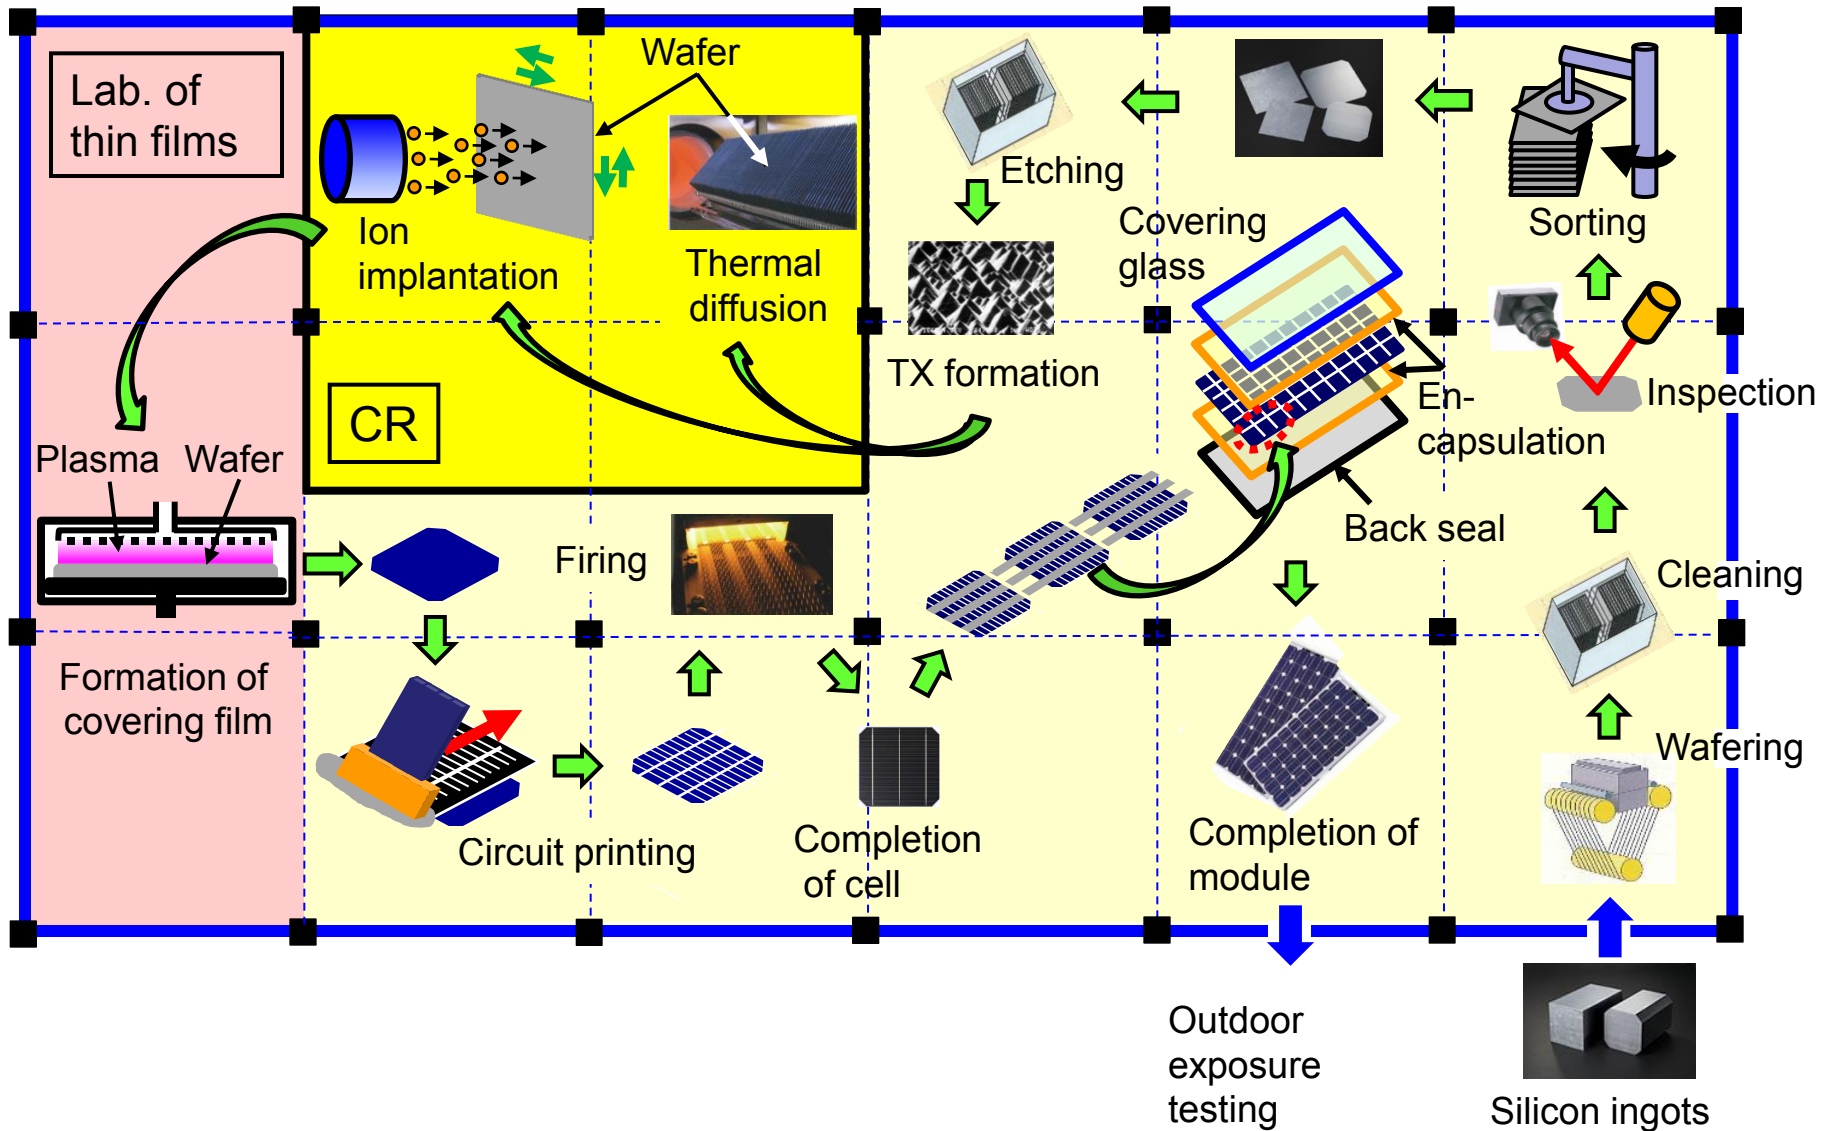 Lab. of
thin films
Wafer
Ion
implantation
Thermal
diffusion
CR
Etching
TX formation
Covering
glass
Sorting
Inspection
En-
capsulation
Back seal
Cleaning
Wafering
Plasma
Wafer
Formation of
covering film
Firing
Circuit printing
Completion
of cell
Completion of
module
Outdoor
exposure
testing
Silicon ingots